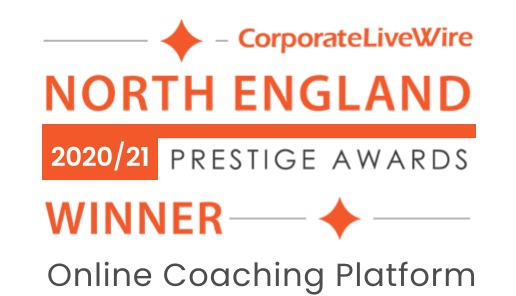 CorporateLiveWire
NORTH ENGLAND
2020/21 PRESTIGE AWARDS
WINNER
Online Coaching Platform